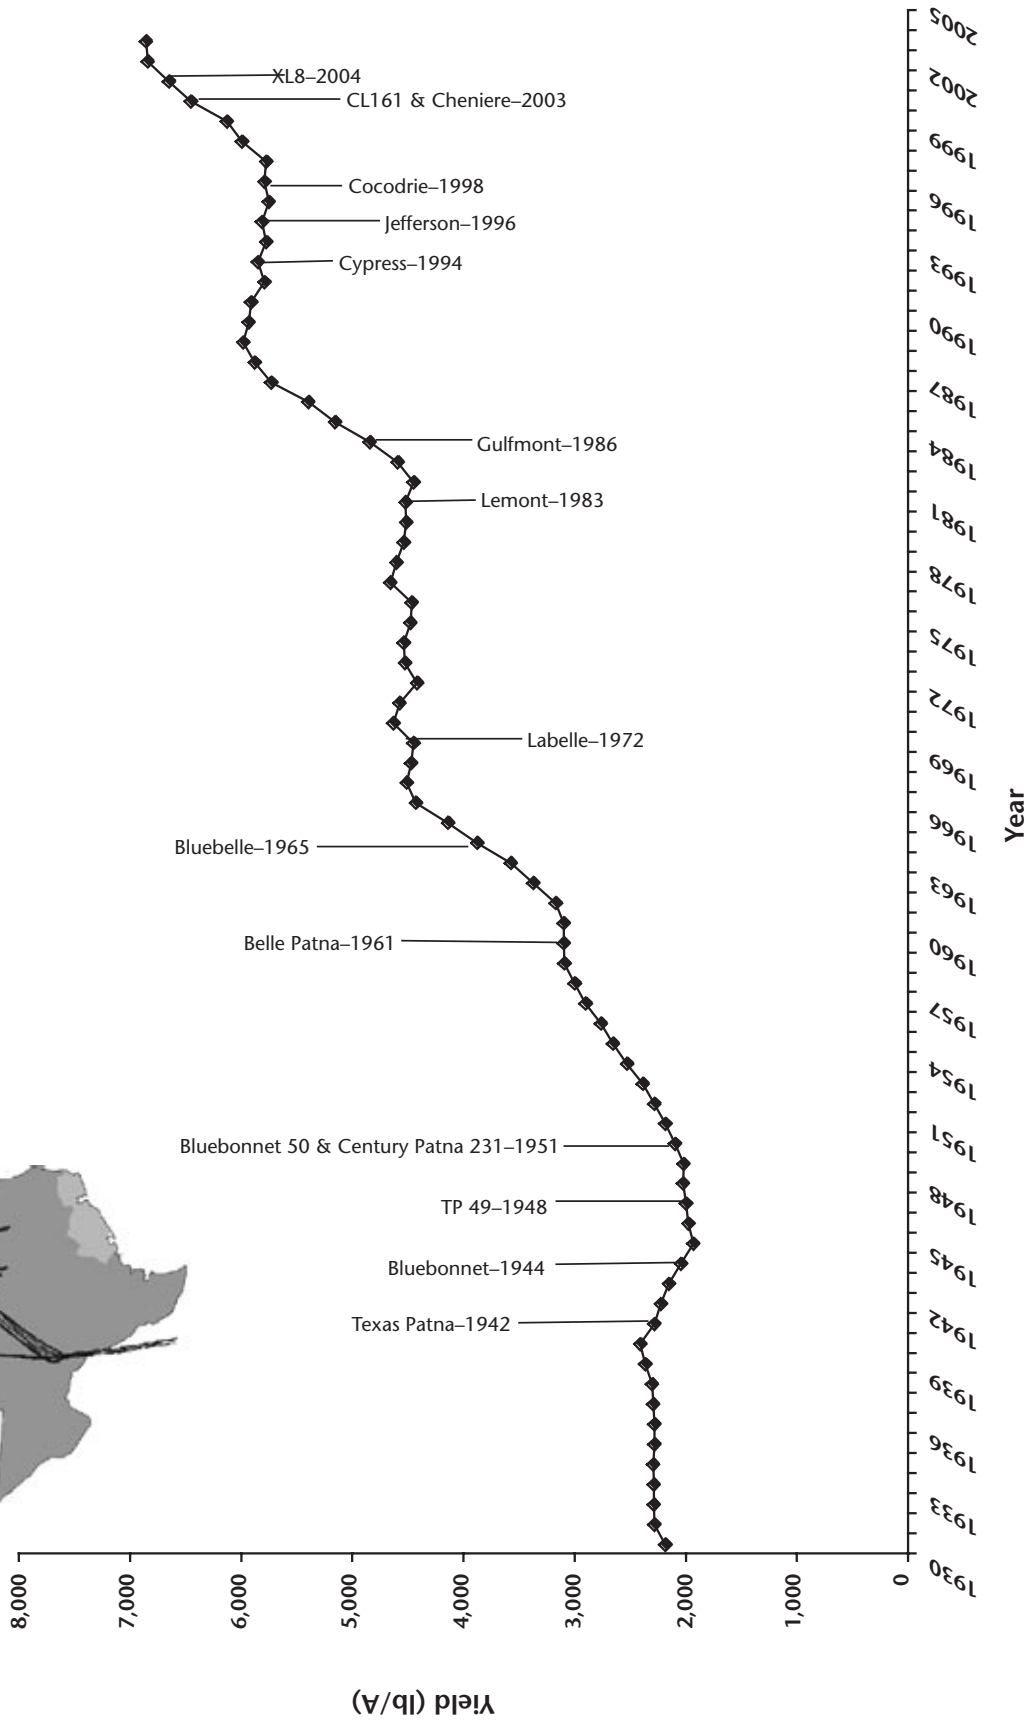 XL8–2004
CL161 & Cheniere–2003
Cocodrie–1998
Jefferson–1996
Cypress–1994
Gulfmont–1986
Lemont–1983
Labelle–1972
Bluebelle–1965
Belle Patna–1961
Bluebonnet 50 & Century Patna 231–1951
TP 49–1948
Bluebonnet–1944
Texas Patna–1942
8,000
7,000
6,000
5,000
4,000
3,000
2,000
1,000
0
Yield (lb/A)
2005
2002
1999
1996
1993
1990
1987
1984
1981
1978
1975
1972
1969
1966
1963
1960
1957
1954
1951
1948
1945
1942
1939
1936
1933
1930
Year